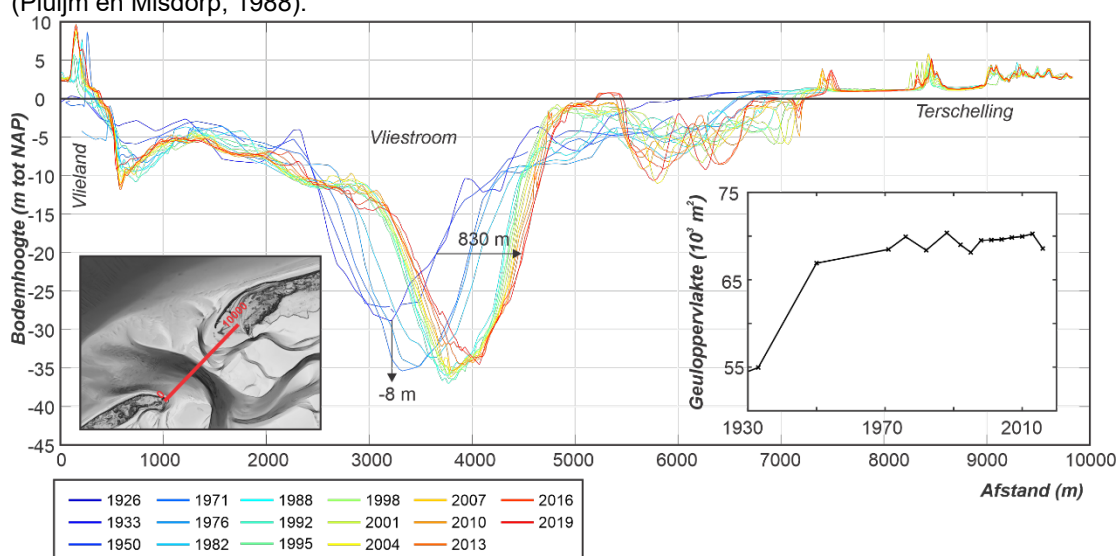 (Pluijm en Misdorp, 1988).
10
5
0
-5
-10
-15
-20
-25
-30
-35
-40
-45
Bodemhoogte (m tot NAP)
Vlieland
Vliestroom
Terschelling
830 m
-8 m
0
10000
75
65
55
Geuloppervlakte (10³ m²)
1930 1970 2010
0 1000 2000 3000 4000 5000 6000 7000 8000 9000 10000
Afstand (m)
1926 1971 1988 1998 2007 2016
1933 1976 1992 2001 2010 2019
1950 1982 1995 2004 2013